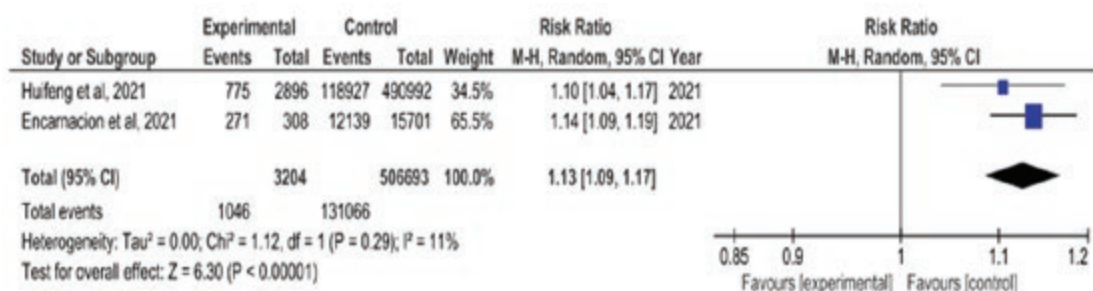 Experimental Control Risk Ratio Risk Ratio
Study or Subgroup Events Total Events Total Weight M-H, Random, 95% CI Year M-H, Random, 95% CI
Huifeng et al, 2021 775 2896 118927 490992 34.5% 1.10 [1.04, 1.17] 2021
Encarnacion et al, 2021 271 308 12139 15701 65.5% 1.14 [1.09, 1.19] 2021
Total (95% CI) 3204 506693 100.0% 1.13 [1.09, 1.17]
Total events 1046 131066
Heterogeneity: Tau² = 0.00; Chi² = 1.12, df = 1 (P = 0.29); I² = 11%
Test for overall effect: Z = 6.30 (P < 0.00001)
0.85 0.9 1 1.1 1.2
Favours [experimental] Favours [control]